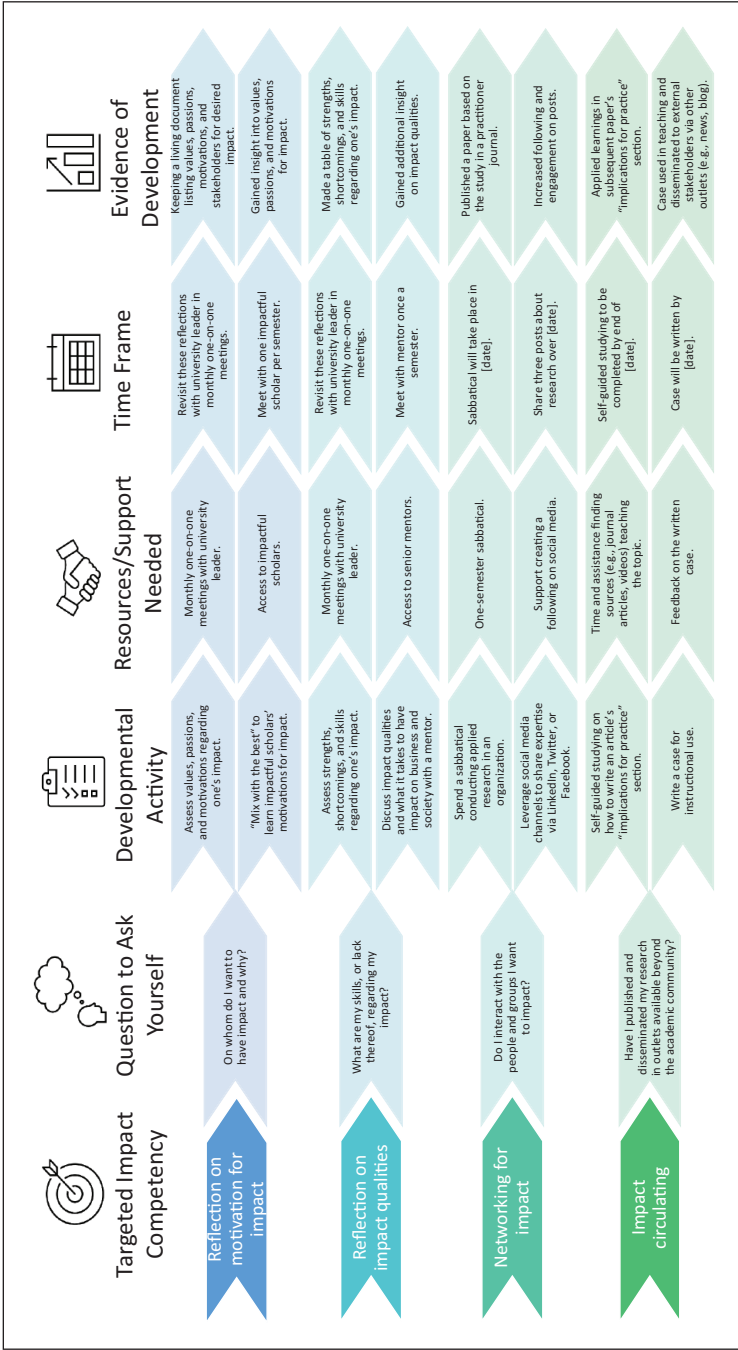 Targeted Impact
Competency
Question to Ask
Yourself
Developmental
Activity
Resources/Support
Needed
Time Frame
Evidence of
Development
Reflection on
motivation for
impact
On whom do I want to
have impact and why?
Assess values, passions,
and motivations regarding
one’s impact.
Monthly one-on-one
meetings with university
leader.
Revisit these reflections
with university leader in
monthly one-on-one
meetings.
Keeping a living document
listing values, passions,
motivations, and
stakeholders for desired
impact.
“Mix with the best” to
learn impactful scholars’
motivations for impact.
Access to impactful
scholars.
Meet with one impactful
scholar per semester.
Gained insight into values,
passions, and motivations
for impact.
Reflection on
impact qualities
What are my skills, or lack
thereof, regarding my
impact?
Assess strengths,
shortcomings, and skills
regarding one’s impact.
Monthly one-on-one
meetings with university
leader.
Revisit these reflections
with university leader in
monthly one-on-one
meetings.
Made a table of strengths,
shortcomings, and skills
regarding one’s impact.
Discuss impact qualities
and what it takes to have
impact on business and
society with a mentor.
Access to senior mentors.
Meet with mentor once a
semester.
Gained additional insight
on impact qualities.
Networking for
impact
Do I interact with the
people and groups I want
to impact?
Spend a sabbatical
conducting applied
research in an
organization.
One-semester sabbatical.
Sabbatical will take place in
[date].
Published a paper based on
the study in a practitioner
journal.
Leverage social media
channels to share expertise
via LinkedIn, Twitter, or
Facebook.
Support creating a
following on social media.
Share three posts about
research over [date].
Increased following and
engagement on posts.
Impact
circulating
Have I published and
disseminated my research
in outlets available beyond
the academic community?
Self-guided studying on
how to write an article’s
“implications for practice”
section.
Time and assistance finding
sources (e.g., journal
articles, videos) teaching
the topic.
Self-guided studying to be
completed by end of
[date].
Applied learnings in
subsequent paper’s
“implications for practice”
section.
Write a case for
instructional use.
Feedback on the written
case.
Case will be written by
[date].
Case used in teaching and
disseminated to external
stakeholders via other
outlets (e.g., news, blog).